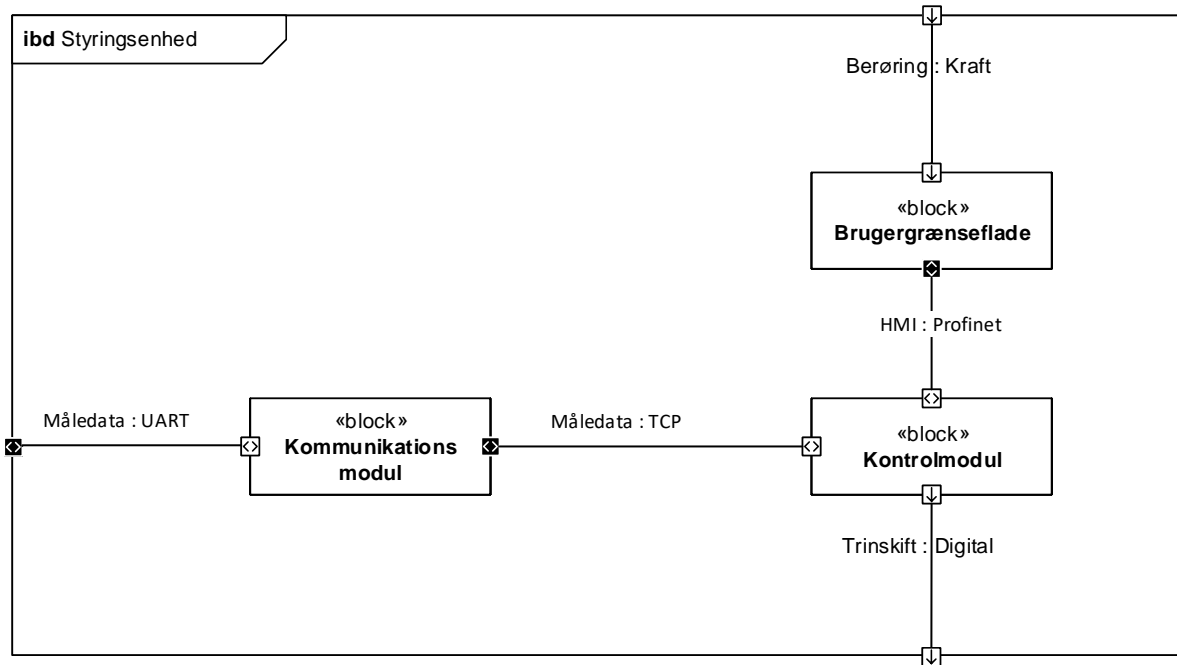 ibd Styringsenhed
Berøring : Kraft
«block»
Brugergrænseflade
HMI : Profinet
Måledata : UART
«block»
Kommunikations
modul
Måledata : TCP
«block»
Kontrolmodul
Trinskift : Digital